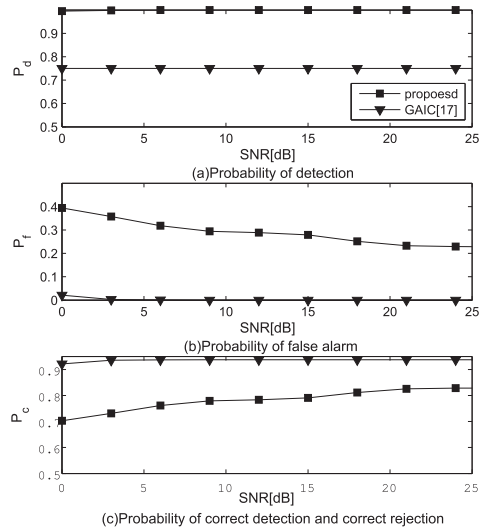 0.9
0.8
0.7
0.6
0.5
P_d
0 5 10 15 20 25
propoesd
GAIC[17]
SNR[dB]
(a)Probability of detection
0.4
0.3
0.2
0.1
0
P_f
0 5 10 15 20 25
SNR[dB]
(b)Probability of false alarm
0.9
0.8
0.7
0.6
0.5
P_c
0 5 10 15 20 25
SNR[dB]
(c)Probability of correct detection and correct rejection